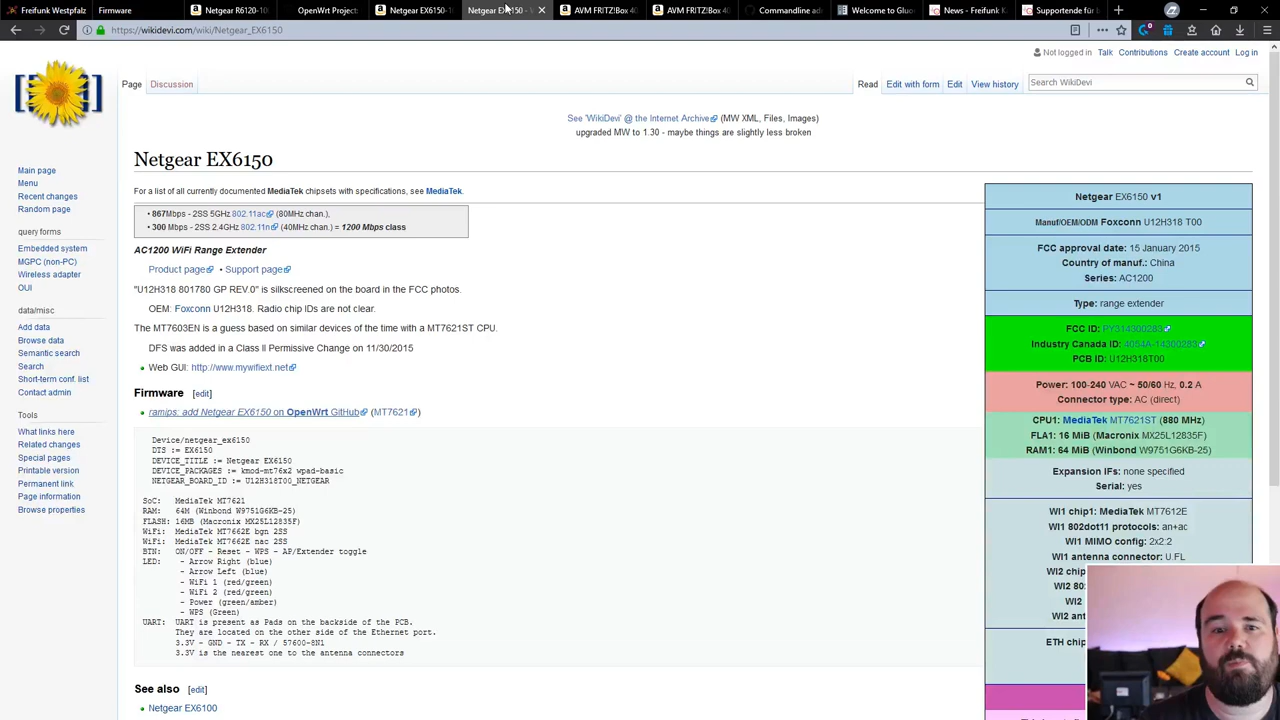 Freifunk Westpfalz
Firmware
Netgear R6120-10
OpenWrt Project:
Netgear EX6150-1
Netgear EX6150 -
AVM FRITZ!Box 40
AVM FRITZ!Box 40
Commandline ad
Welcome to Gluo
News - Freifunk K
Supportende für
https://wikidevi.com/wiki/Netgear_EX6150
Not logged in Talk Contributions Create account Log in
Page Discussion Read Edit with form Edit View history Search WikiDevi
See 'WikiDevi' @ the Internet Archive (MW XML, Files, Images)
upgraded MW to 1.30 - maybe things are slightly less broken
Main page
Menu
Recent changes
Random page
query forms
Embedded system
MGPC (non-PC)
Wireless adapter
OUI
data/misc
Add data
Browse data
Semantic search
Search
Short-term conf. list
Contact admin
Tools
What links here
Related changes
Special pages
Printable version
Permanent link
Page information
Browse properties
Netgear EX6150
For a list of all currently documented MediaTek chipsets with specifications, see MediaTek.
• 867Mbps - 2SS 5GHz 802.11ac (80MHz chan.),
• 300 Mbps - 2SS 2.4GHz 802.11n (40MHz chan.) = 1200 Mbps class
AC1200 WiFi Range Extender
Product page • Support page
"U12H318 801780 GP REV.0" is silkscreened on the board in the FCC photos.
OEM: Foxconn U12H318. Radio chip IDs are not clear.
The MT7603EN is a guess based on similar devices of the time with a MT7621ST CPU.
DFS was added in a Class II Permissive Change on 11/30/2015
• Web GUI: http://www.mywifiext.net
Firmware [edit]
• ramips: add Netgear EX6150 on OpenWrt GitHub (MT7621)
Device/netgear_ex6150
DTS := EX6150
DEVICE_TITLE := Netgear EX6150
DEVICE_PACKAGES := kmod-mt76x2 wpad-basic
NETGEAR_BOARD_ID := U12H318T00_NETGEAR
SoC: MediaTek MT7621
RAM: 64M (Winbond W9751G6KB-25)
FLASH: 16MB (Macronix MX25L12835F)
WiFi: MediaTek MT7662E bgn 2SS
WiFi: MediaTek MT7662E nac 2SS
BTN: ON/OFF - Reset - WPS - AP/Extender toggle
LED: - Arrow Right (blue)
- Arrow Left (blue)
- WiFi 1 (red/green)
- WiFi 2 (red/green)
- Power (green/amber)
- WPS (Green)
UART: UART is present as Pads on the backside of the PCB.
They are located on the other side of the Ethernet port.
3.3V - GND - TX - RX / 57600-8N1
3.3V is the nearest one to the antenna connectors
See also [edit]
• Netgear EX6100
Netgear EX6150 v1
Manuf/OEM/ODM Foxconn U12H318 T00
FCC approval date: 15 January 2015
Country of manuf.: China
Series: AC1200
Type: range extender
FCC ID: PY314300283
Industry Canada ID: 4054A-14300283
PCB ID: U12H318T00
Power: 100-240 VAC ~ 50/60 Hz, 0.2 A
Connector type: AC (direct)
CPU1: MediaTek MT7621ST (880 MHz)
FLA1: 16 MiB (Macronix MX25L12835F)
RAM1: 64 MiB (Winbond W9751G6KB-25)
Expansion IFs: none specified
Serial: yes
WI1 chip1: MediaTek MT7612E
WI1 802dot11 protocols: an+ac
WI1 MIMO config: 2x2:2
WI1 antenna connector: U.FL
WI2 chip
WI2 80
WI2
WI2 ant
ETH chip